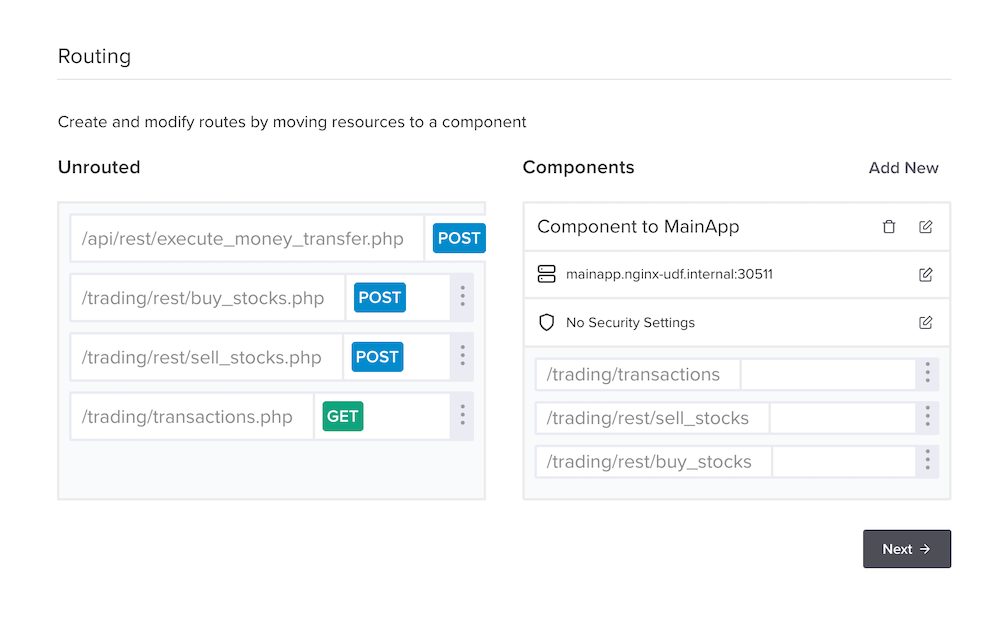 Routing
Create and modify routes by moving resources to a component
Unrouted
/api/rest/execute_money_transfer.php POST
/trading/rest/buy_stocks.php POST
/trading/rest/sell_stocks.php POST
/trading/transactions.php GET
Components Add New
Component to MainApp
mainapp.nginx-udf.internal:30511
No Security Settings
/trading/transactions
/trading/rest/sell_stocks
/trading/rest/buy_stocks
Next →